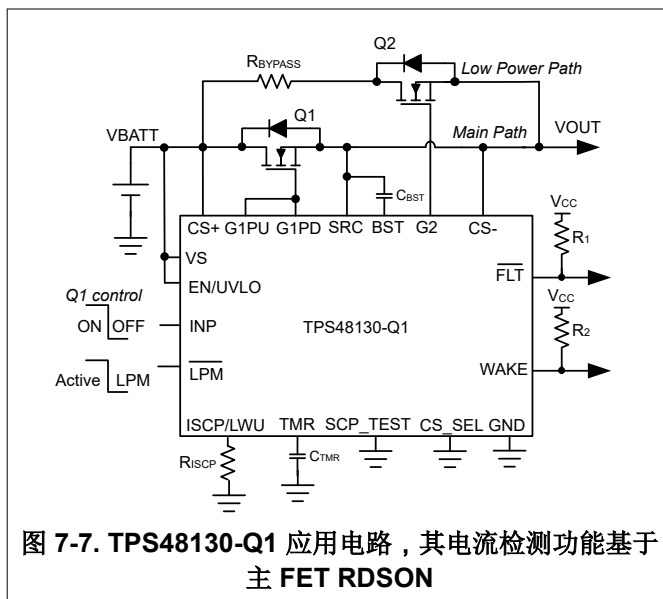 Q2
RBYPASS
Low Power Path
Q1
Main Path
VBATT
VOUT
CBST
VCC
CS+ G1PU G1PD SRC BST G2 CS-
R1
VS
FLT
EN/UVLO
VCC
Q1 control
ON OFF
INP
TPS48130-Q1
R2
LPM
Active LPM
WAKE
ISCP/LWU TMR SCP_TEST CS_SEL GND
RISCP
CTMR
图 7-7. TPS48130-Q1 应用电路，其电流检测功能基于
主 FET RDSON